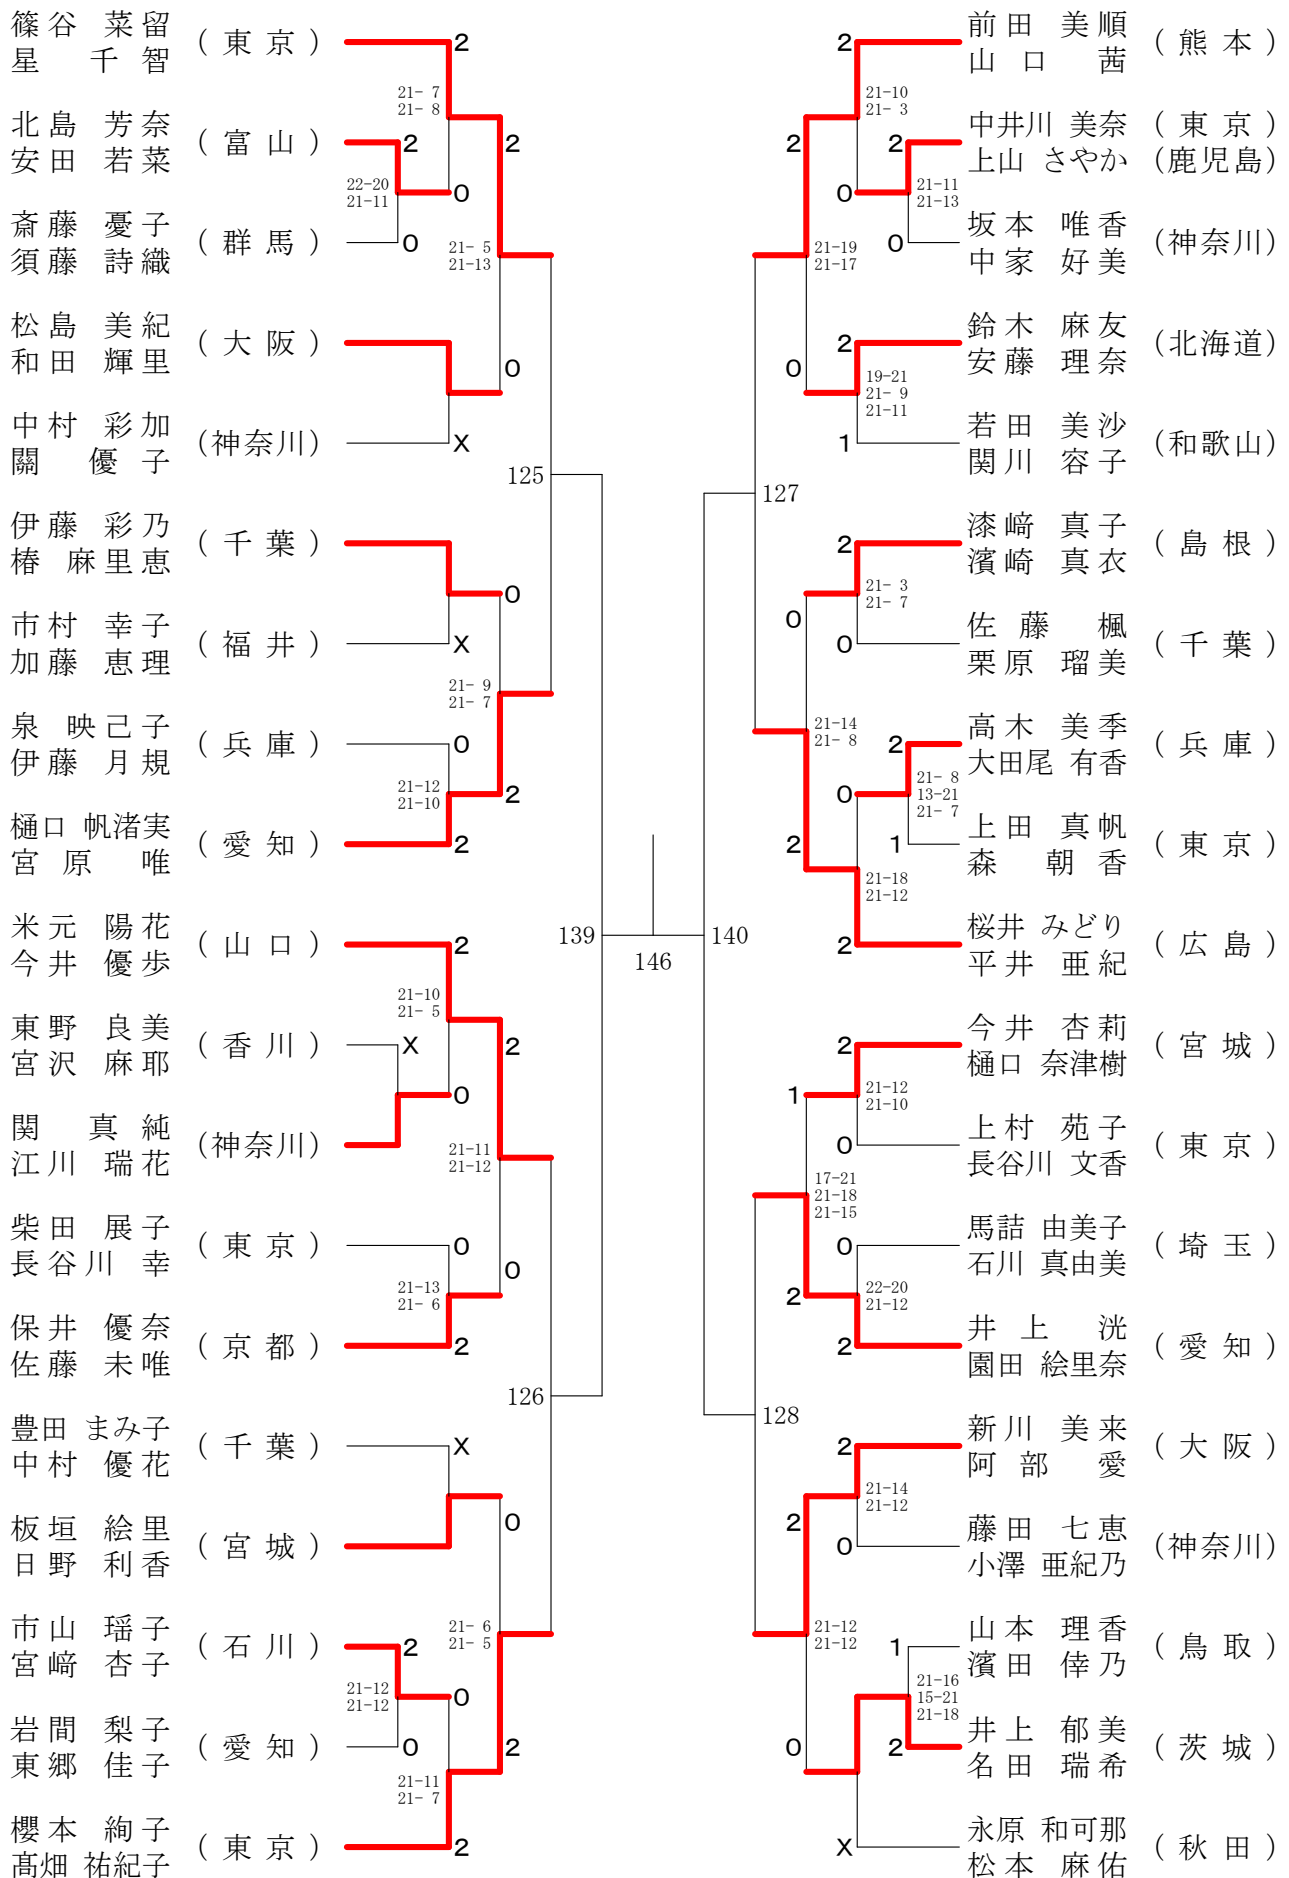 篠谷 菜留
星 千智
(東京)
2
21- 7
21- 8
北島 芳奈
安田 若菜
(富山)
2
2
22-20
21-11
0
斎藤 憂子
須藤 詩織
(群馬)
0
21- 5
21-13
松島 美紀
和田 輝里
(大阪)
0
中村 彩加
關 優子
(神奈川)
X
125
伊藤 彩乃
椿 麻里恵
(千葉)
0
市村 幸子
加藤 恵理
(福井)
X
21- 9
21- 7
泉 映己子
伊藤 月規
(兵庫)
0
21-12
21-10
2
樋口 帆渚実
宮原 唯
(愛知)
2
米元 陽花
今井 優歩
(山口)
2
139
21-10
21- 5
東野 良美
宮沢 麻耶
(香川)
X
2
0
関 真純
江川 瑞花
(神奈川)
21-11
21-12
柴田 展子
長谷川 幸
(東京)
0
0
21-13
21- 6
保井 優奈
佐藤 未唯
(京都)
2
126
豊田 まみ子
中村 優花
(千葉)
X
0
板垣 絵里
日野 利香
(宮城)
市山 瑶子
宮﨑 杏子
(石川)
2
21- 6
21- 5
21-12
21-12
0
岩間 梨子
東郷 佳子
(愛知)
0
2
21-11
21- 7
櫻本 絢子
髙畑 祐紀子
(東京)
2
146
前田 美順
山口 茜
(熊本)
2
21-10
21- 3
中井川 美奈
上山 さやか
(東京)
(鹿児島)
2
2
21-11
21-13
0
坂本 唯香
中家 好美
(神奈川)
0
21-19
21-17
鈴木 麻友
安藤 理奈
(北海道)
2
0
19-21
21- 9
21-11
若田 美沙
関川 容子
(和歌山)
1
127
漆﨑 真子
濱崎 真衣
(島根)
2
21- 3
21- 7
0
佐藤 楓
栗原 瑠美
(千葉)
0
21-14
21- 8
高木 美季
大田尾 有香
(兵庫)
2
21- 8
13-21
21- 7
0
上田 真帆
森 朝香
(東京)
1
2
21-18
21-12
桜井 みどり
平井 亜紀
(広島)
2
140
今井 杏莉
樋口 奈津樹
(宮城)
2
1
21-12
21-10
上村 苑子
長谷川 文香
(東京)
0
17-21
21-18
21-15
馬詰 由美子
石川 真由美
(埼玉)
0
22-20
21-12
2
井上 洸
園田 絵里奈
(愛知)
2
128
新川 美来
阿部 愛
(大阪)
2
21-14
21-12
2
藤田 七恵
小澤 亜紀乃
(神奈川)
0
21-12
21-12
山本 理香
濱田 倖乃
(鳥取)
1
21-16
15-21
21-18
井上 郁美
名田 瑞希
(茨城)
2
0
永原 和可那
松本 麻佑
(秋田)
X